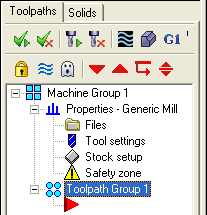 Toolpaths Solids
G1
Machine Group 1
Properties - Generic Mill
Files
Tool settings
Stock setup
Safety zone
Toolpath Group 1